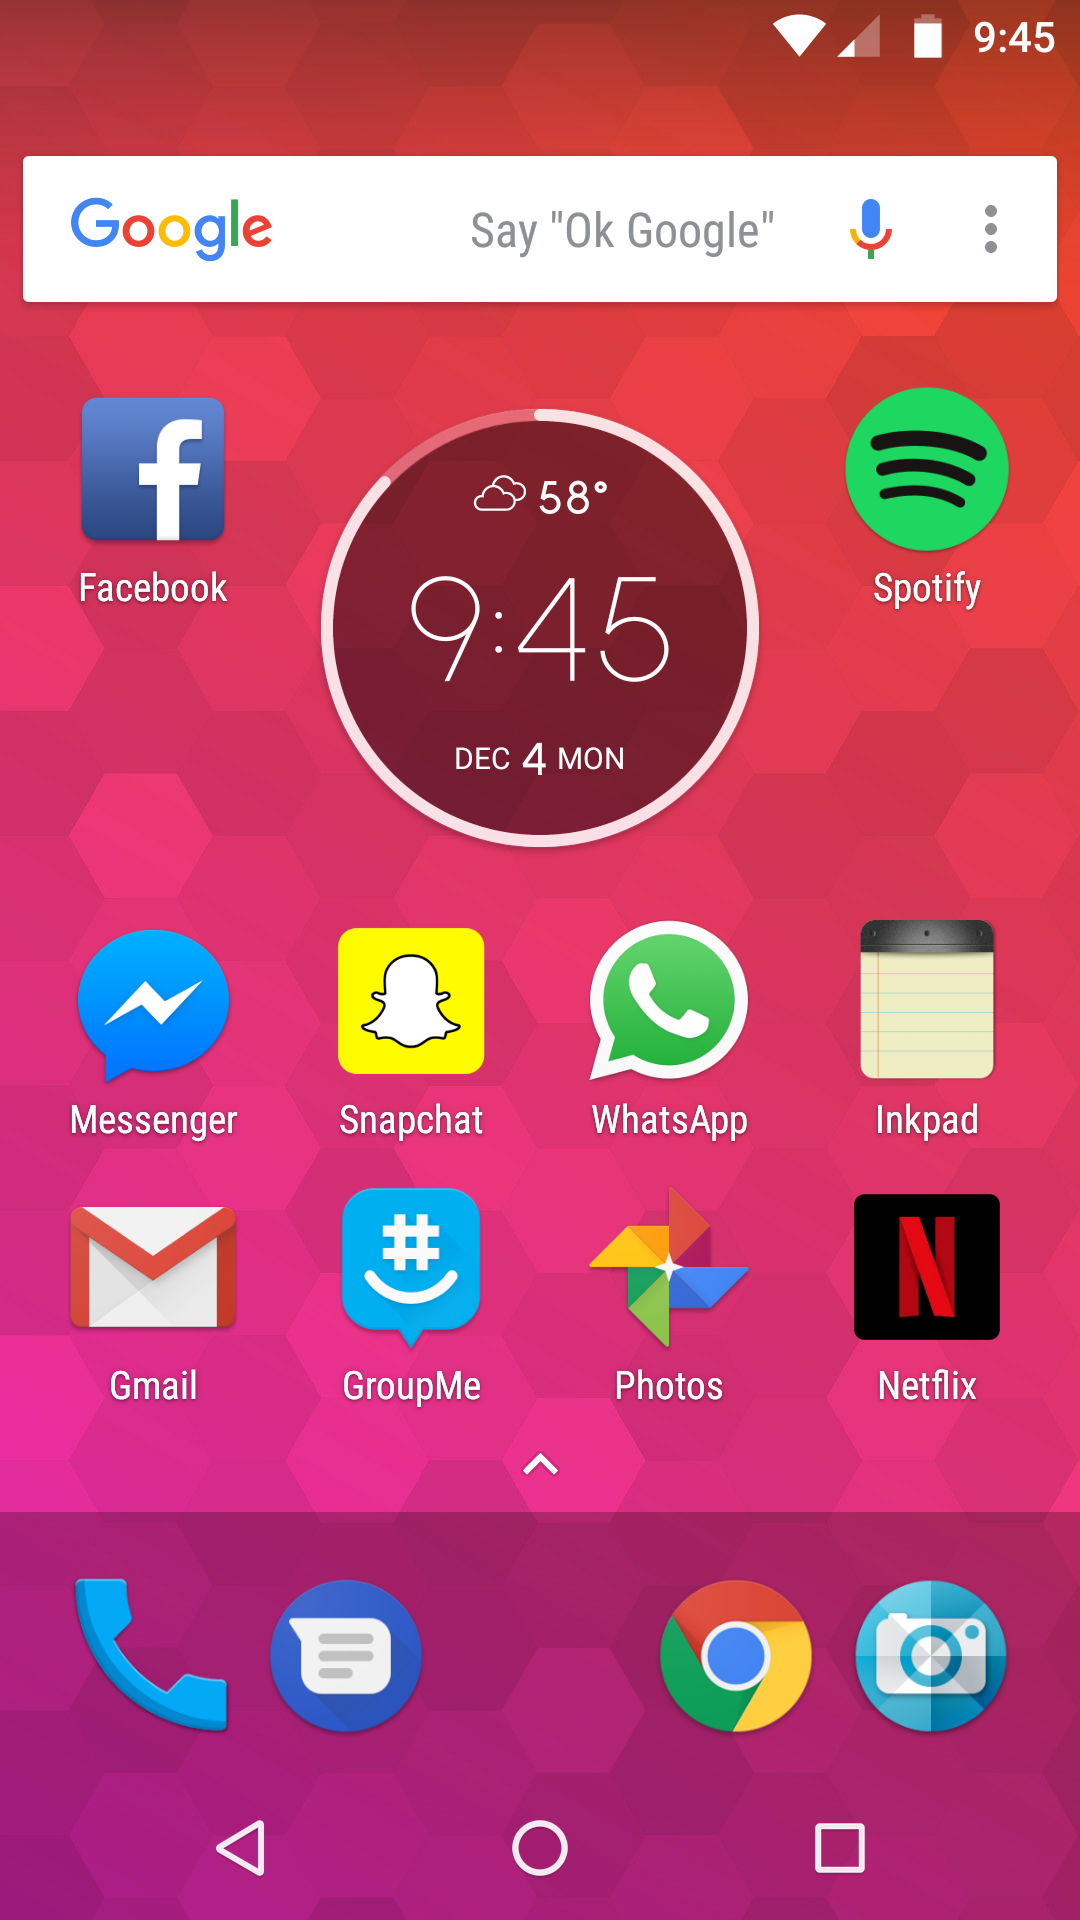 9:45
Google Say "Ok Google"
58°
9:45
DEC 4 MON
Facebook Spotify
Messenger Snapchat WhatsApp Inkpad
Gmail GroupMe Photos Netflix